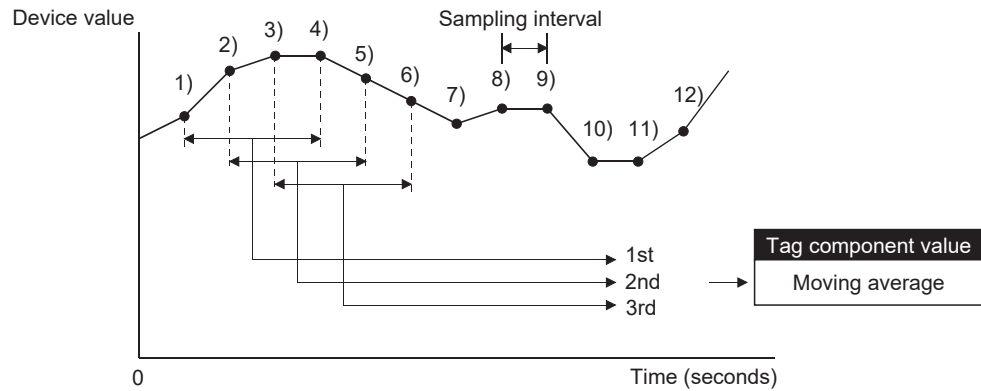 Device value
Sampling interval
1)
2)
3)
4)
5)
6)
7)
8)
9)
10)
11)
12)
1st
2nd
3rd
Tag component value
Moving average
0
Time (seconds)